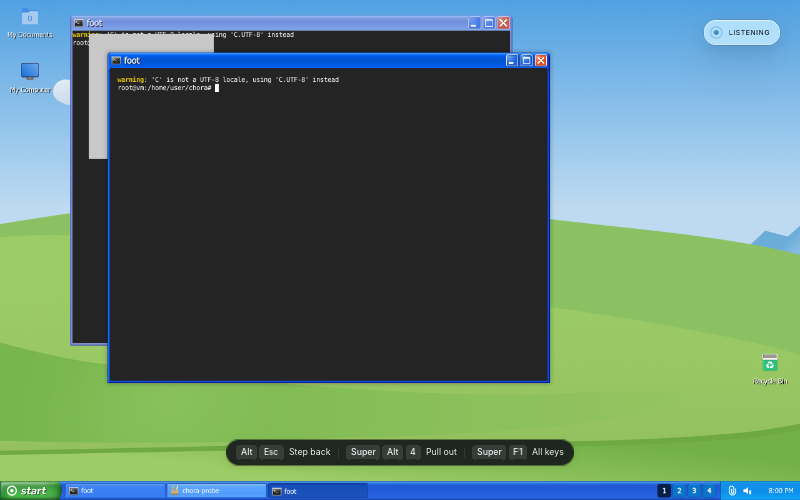 My Documents
My Computer
foot
foot
warning: 'C' is not a UTF-8 locale, using 'C.UTF-8' instead
root@vm:/home/user/chora#
LISTENING
Recycle Bin
Alt Esc Step back Super Alt 4 Pull out Super F1 All keys
start foot chora-probe foot 1 2 3 4 8:00 PM